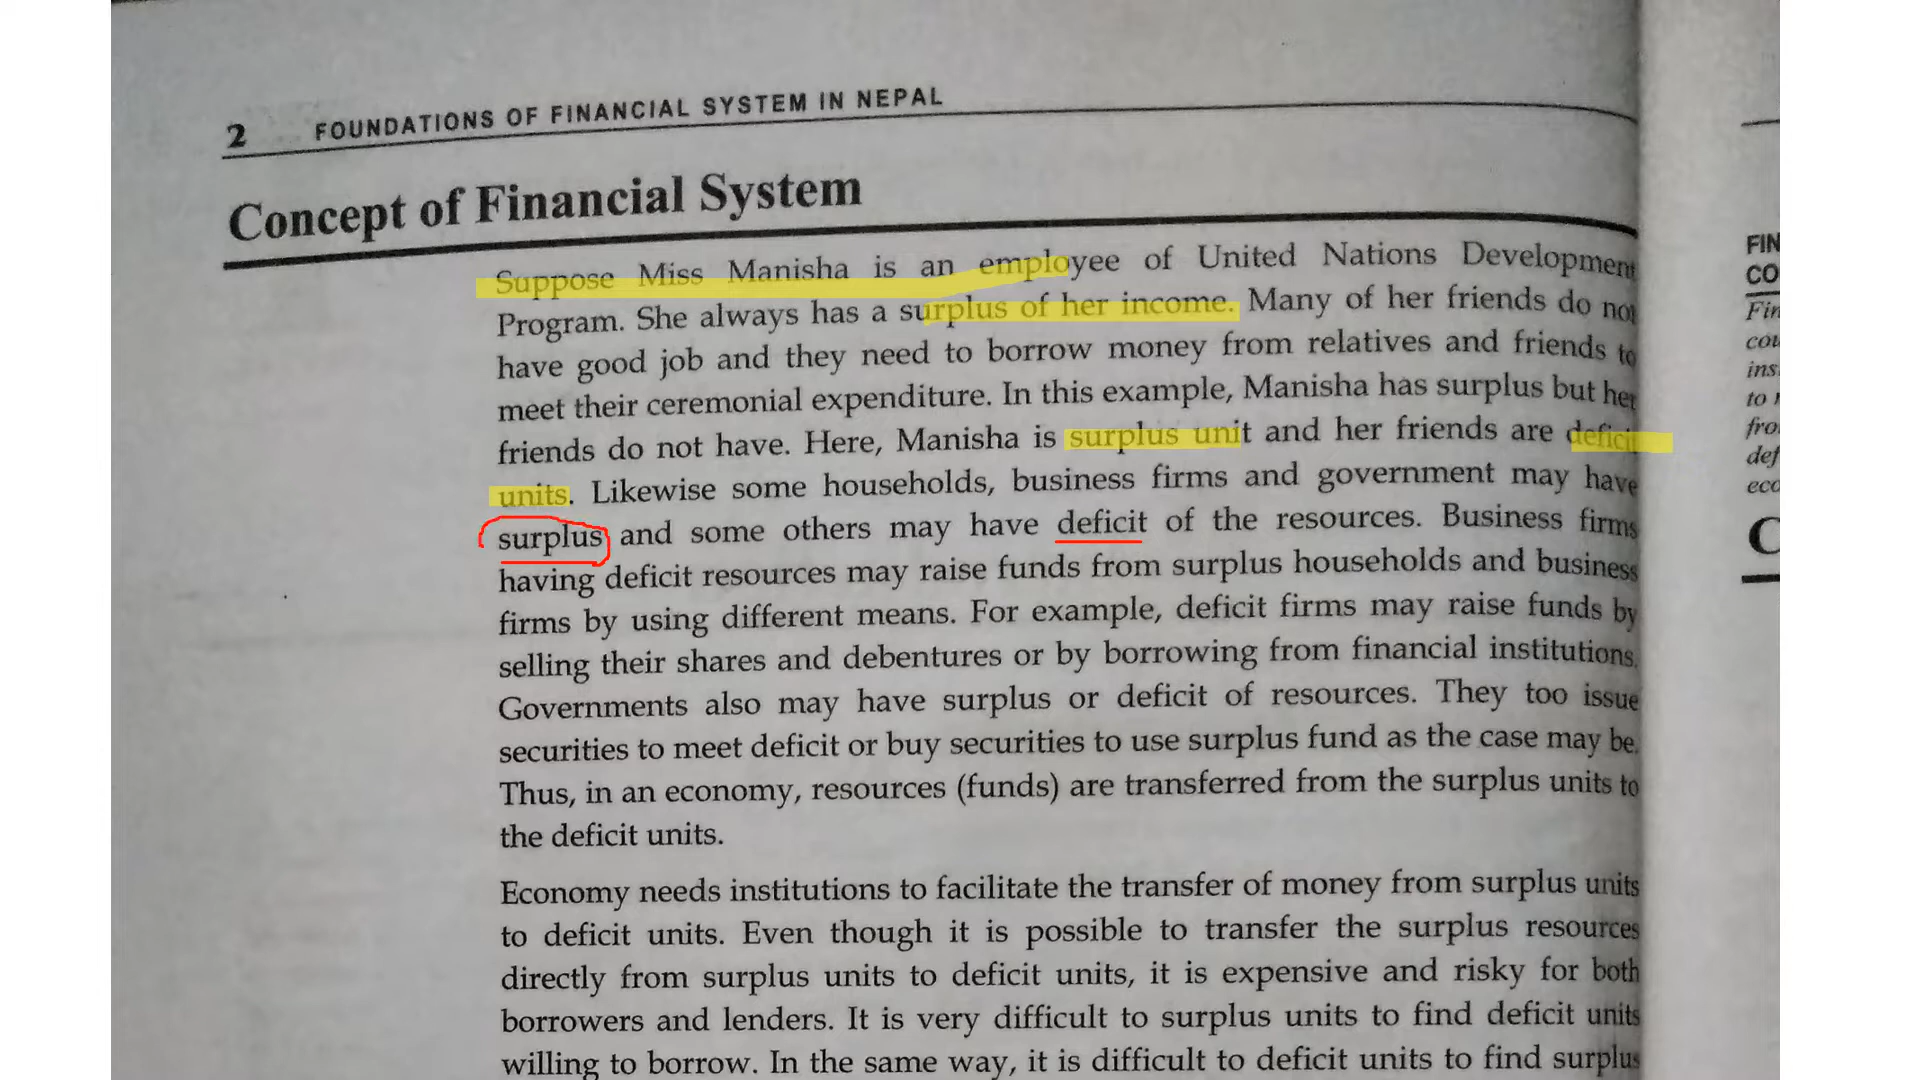 2 FOUNDATIONS OF FINANCIAL SYSTEM IN NEPAL
Concept of Financial System
Suppose Miss Manisha is an employee of United Nations Development
Program. She always has a surplus of her income. Many of her friends do not
have good job and they need to borrow money from relatives and friends to
meet their ceremonial expenditure. In this example, Manisha has surplus but her
friends do not have. Here, Manisha is surplus unit and her friends are deficit
units. Likewise some households, business firms and government may have
surplus and some others may have deficit of the resources. Business firms
having deficit resources may raise funds from surplus households and business
firms by using different means. For example, deficit firms may raise funds by
selling their shares and debentures or by borrowing from financial institutions.
Governments also may have surplus or deficit of resources. They too issue
securities to meet deficit or buy securities to use surplus fund as the case may be.
Thus, in an economy, resources (funds) are transferred from the surplus units to
the deficit units.
Economy needs institutions to facilitate the transfer of money from surplus units
to deficit units. Even though it is possible to transfer the surplus resources
directly from surplus units to deficit units, it is expensive and risky for both
borrowers and lenders. It is very difficult to surplus units to find deficit units
willing to borrow. In the same way, it is difficult to deficit units to find surplus
FIN
CO
Fin
cou
ins
to
fro
def
eco
C